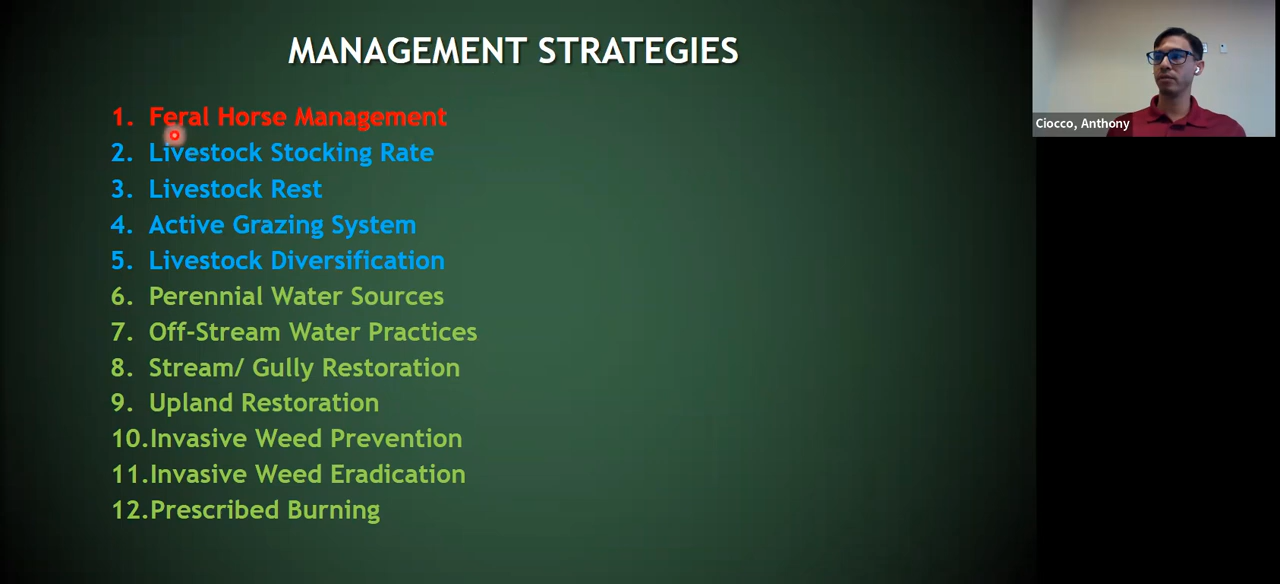 MANAGEMENT STRATEGIES
1. Feral Horse Management
2. Livestock Stocking Rate
3. Livestock Rest
4. Active Grazing System
5. Livestock Diversification
6. Perennial Water Sources
7. Off-Stream Water Practices
8. Stream/ Gully Restoration
9. Upland Restoration
10.Invasive Weed Prevention
11.Invasive Weed Eradication
12.Prescribed Burning
Ciocco, Anthony